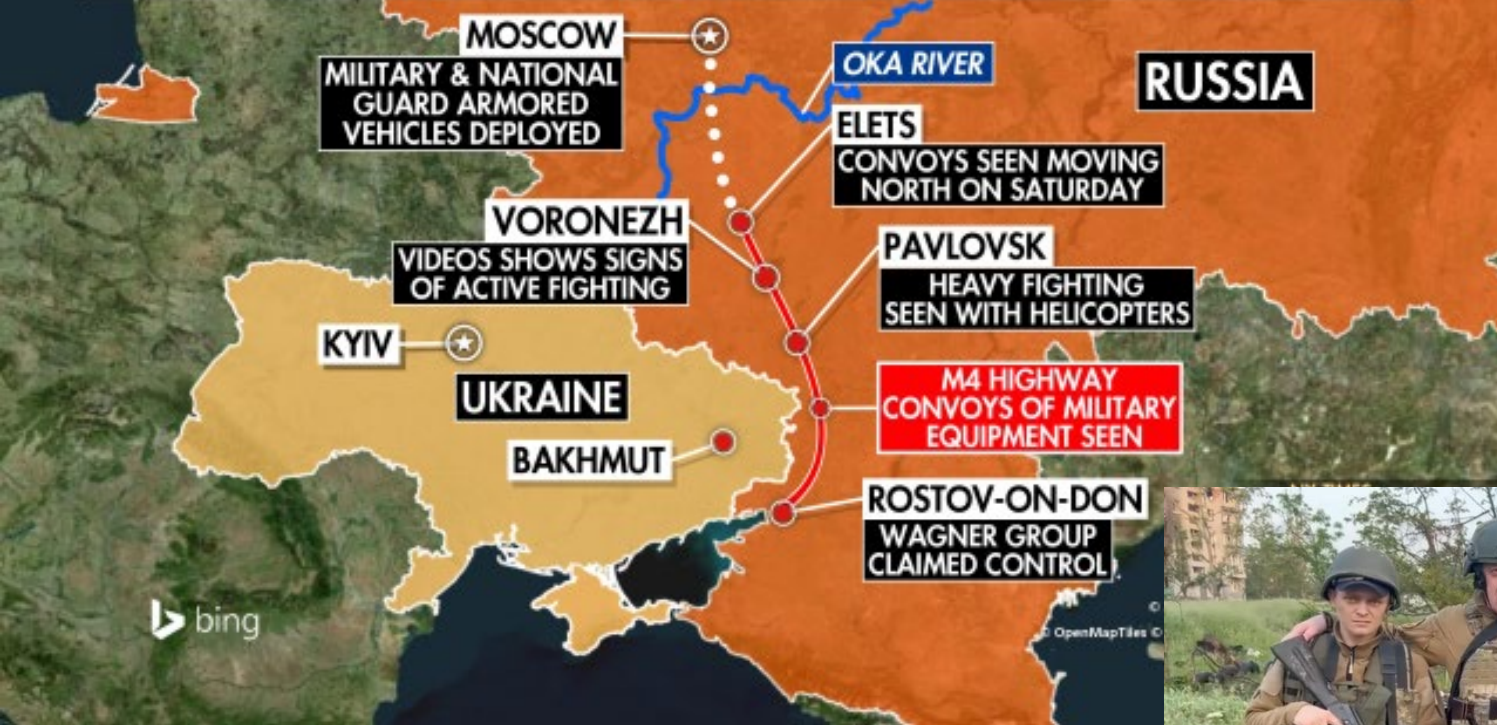 MOSCOW
MILITARY & NATIONAL
GUARD ARMORED
VEHICLES DEPLOYED
OKA RIVER
RUSSIA
ELETS
CONVOYS SEEN MOVING
NORTH ON SATURDAY
VORONEZH
VIDEOS SHOWS SIGNS
OF ACTIVE FIGHTING
PAVLOVSK
HEAVY FIGHTING
SEEN WITH HELICOPTERS
KYIV
UKRAINE
M4 HIGHWAY
CONVOYS OF MILITARY
EQUIPMENT SEEN
BAKHMUT
ROSTOV-ON-DON
WAGNER GROUP
CLAIMED CONTROL
bing
©
© OpenMapTiles ©